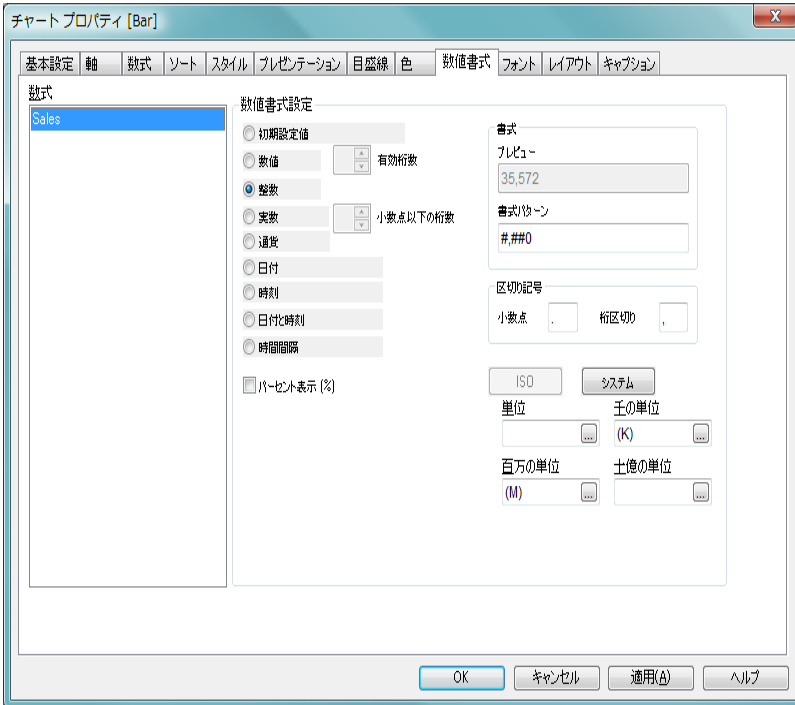 チャート プロパティ [Bar]
基本設定 軸 数式 ソート スタイル プレゼンテーション 目盛線 色 数値書式 フォント レイアウト キャプション
数式
Sales
数値書式設定
初期設定値
数値 有効桁数
整数
実数 小数点以下の桁数
通貨
日付
時刻
日付と時刻
時間間隔
パーセント表示 (%)
書式
プレビュー
35,572
書式パターン
#,##0
区切り記号
小数点 . 桁区切り ,
ISO システム
単位 千の単位
... (K) ...
百万の単位 十億の単位
(M) ... ...
OK キャンセル 適用(A) ヘルプ